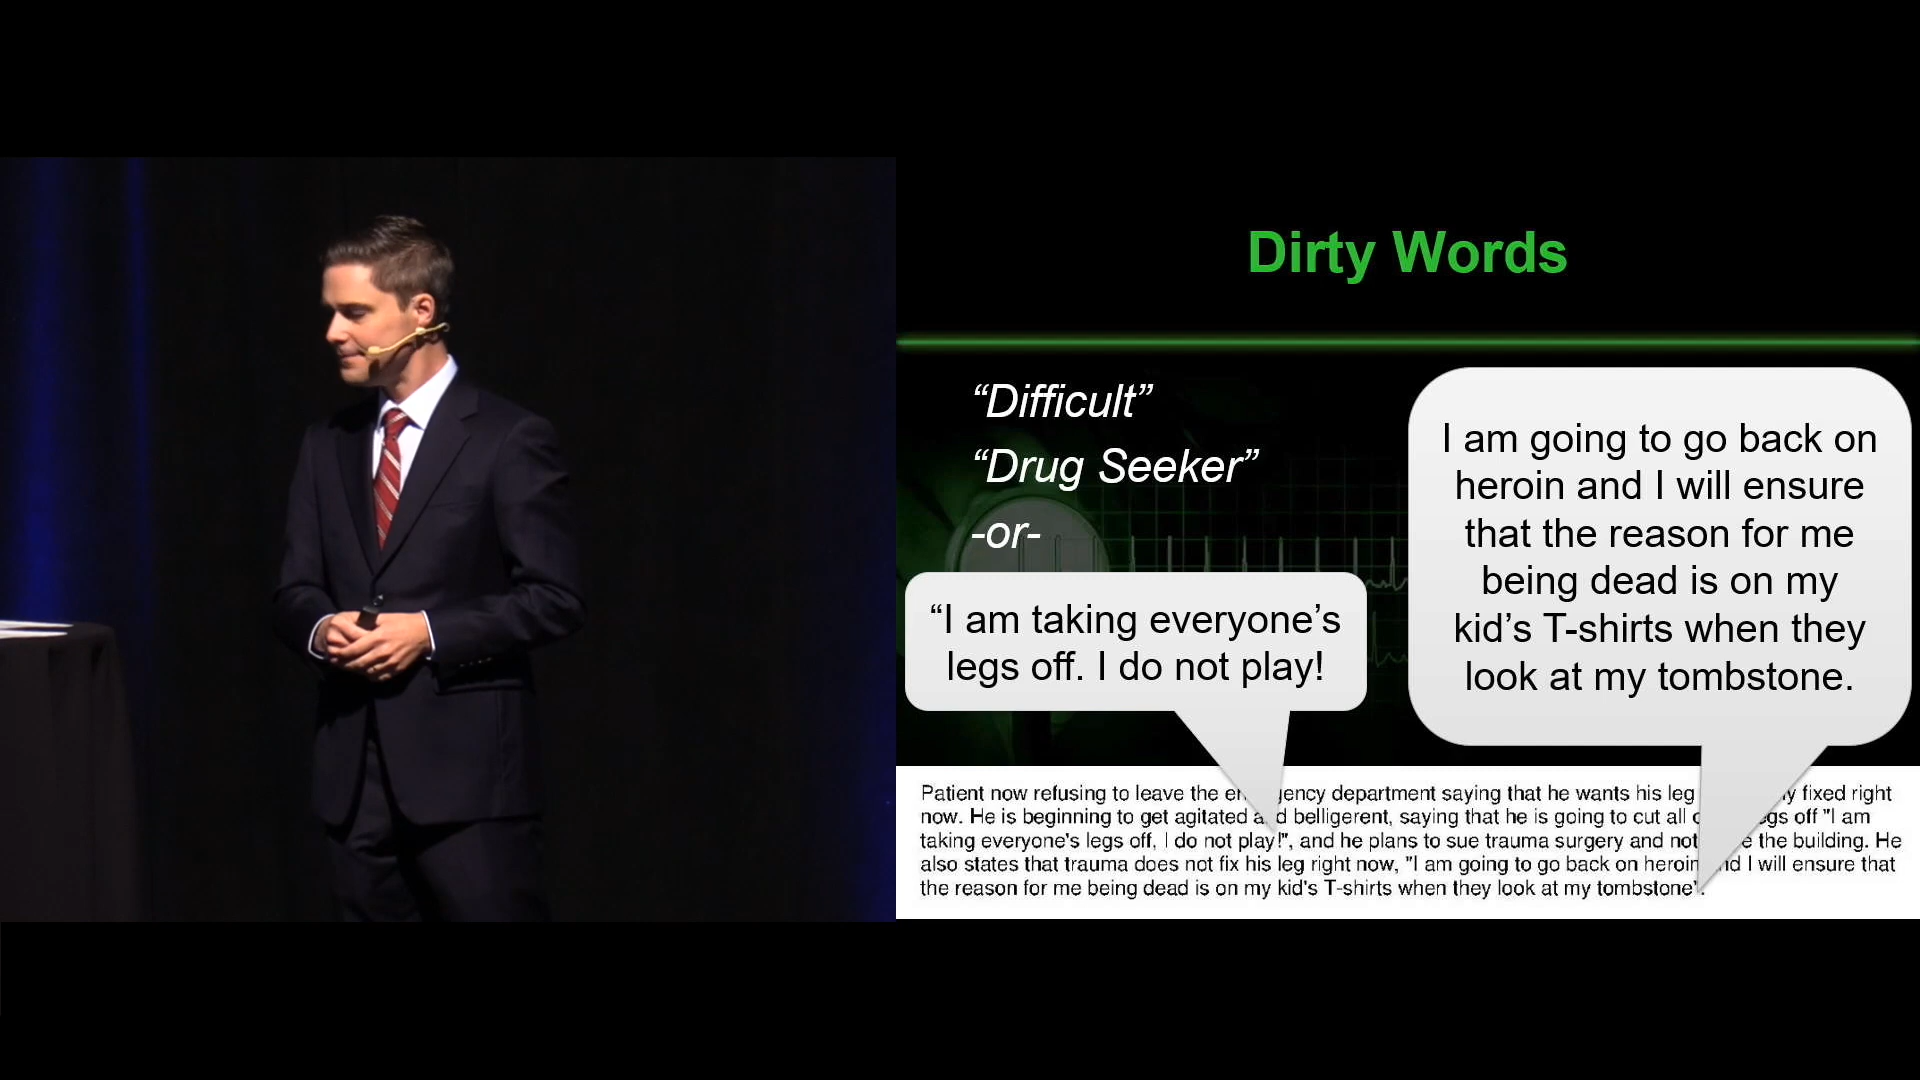 Dirty Words
“Difficult”
“Drug Seeker”
-or-
“I am taking everyone’s
legs off. I do not play!
I am going to go back on
heroin and I will ensure
that the reason for me
being dead is on my
kid’s T-shirts when they
look at my tombstone.
Patient now refusing to leave the department saying that he wants his leg fixed right
now. He is beginning to get agitated belligerent, saying that he is going to cut all off "I am
taking everyone's legs off, I do not play!", and he plans to sue trauma surgery and not the building. He
also states that trauma does not fix his leg right now, "I am going to go back on heroin I will ensure that
the reason for me being dead is on my kid's T-shirts when they look at my tombstone".